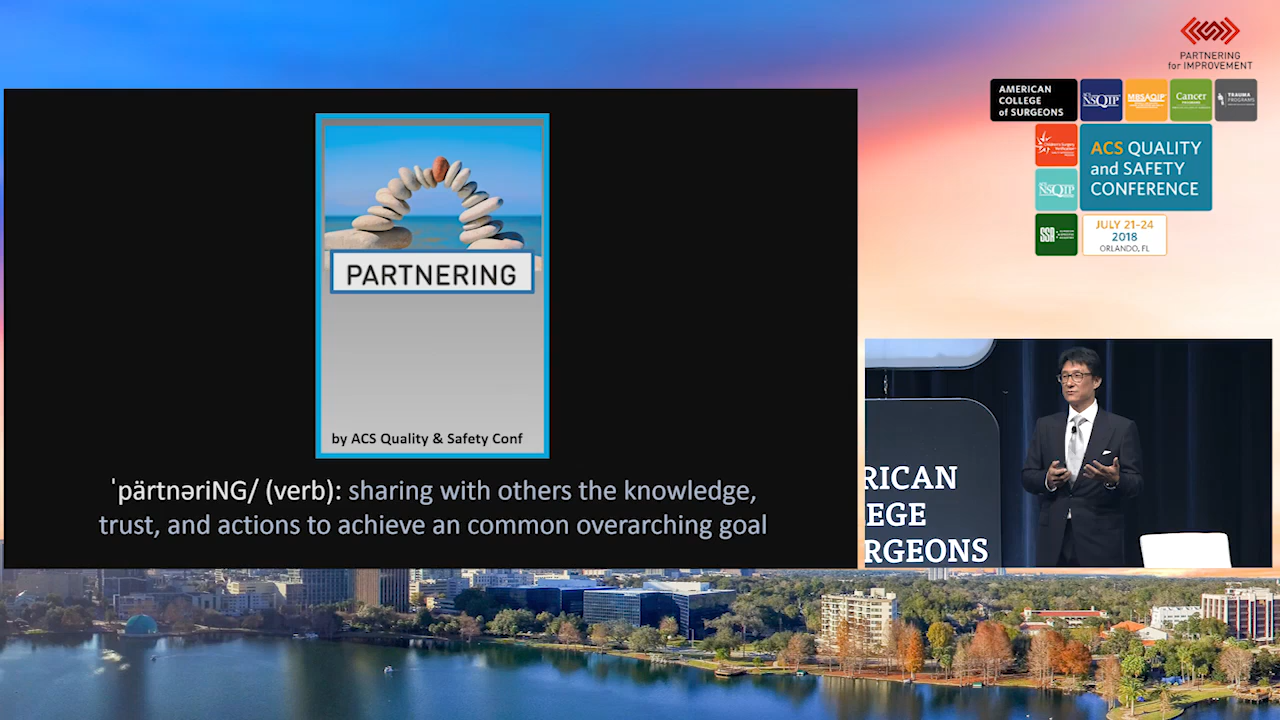 PARTNERING
for IMPROVEMENT
AMERICAN
COLLEGE
of SURGEONS
NSQIP
MBSAQIP
Cancer
TRAUMA
PROGRAMS
ACS QUALITY
and SAFETY
CONFERENCE
NSQIP
SSR
JULY 21-24
2018
ORLANDO, FL
PARTNERING
by ACS Quality & Safety Conf
ˈpärtnəriNG/ (verb): sharing with others the knowledge,
trust, and actions to achieve an common overarching goal
RICAN
EGE
RGEONS